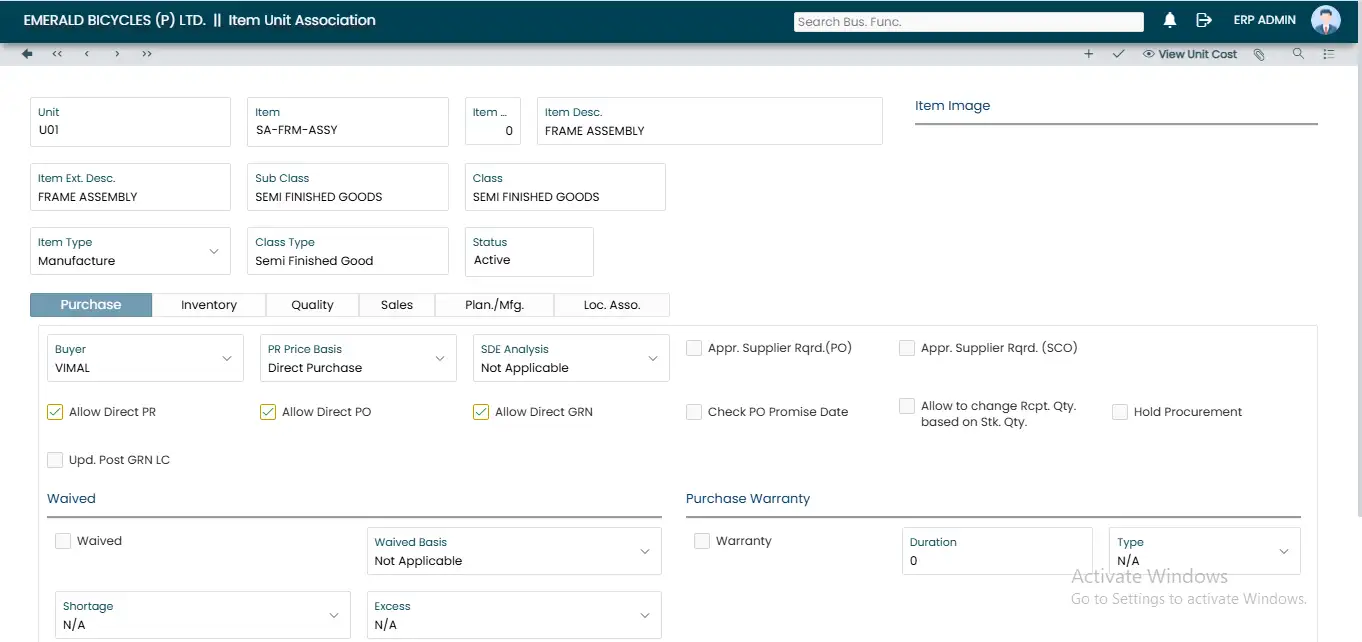 EMERALD BICYCLES (P) LTD. || Item Unit Association
Search Bus. Func.
ERP ADMIN
View Unit Cost
Unit
U01
Item
SA-FRM-ASSY
Item ...
0
Item Desc.
FRAME ASSEMBLY
Item Image
Item Ext. Desc.
FRAME ASSEMBLY
Sub Class
SEMI FINISHED GOODS
Class
SEMI FINISHED GOODS
Item Type
Manufacture
Class Type
Semi Finished Good
Status
Active
Purchase
Inventory
Quality
Sales
Plan./Mfg.
Loc. Asso.
Buyer
VIMAL
PR Price Basis
Direct Purchase
SDE Analysis
Not Applicable
Appr. Supplier Rqrd.(PO)
Appr. Supplier Rqrd. (SCO)
Allow Direct PR
Allow Direct PO
Allow Direct GRN
Check PO Promise Date
Allow to change Rcpt. Qty.
based on Stk. Qty.
Hold Procurement
Upd. Post GRN LC
Waived
Purchase Warranty
Waived
Waived Basis
Not Applicable
Warranty
Duration
0
Type
N/A
Activate Windows
Go to Settings to activate Windows.
Shortage
N/A
Excess
N/A